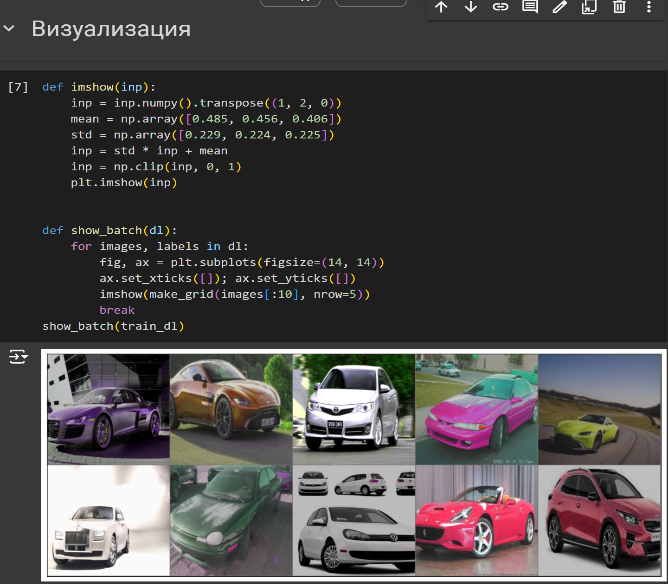 Визуализация
[7] def imshow(inp):
inp = inp.numpy().transpose((1, 2, 0))
mean = np.array([0.485, 0.456, 0.406])
std = np.array([0.229, 0.224, 0.225])
inp = std * inp + mean
inp = np.clip(inp, 0, 1)
plt.imshow(inp)
def show_batch(dl):
for images, labels in dl:
fig, ax = plt.subplots(figsize=(14, 14))
ax.set_xticks([]); ax.set_yticks([])
imshow(make_grid(images[:10], nrow=5))
break
show_batch(train_dl)